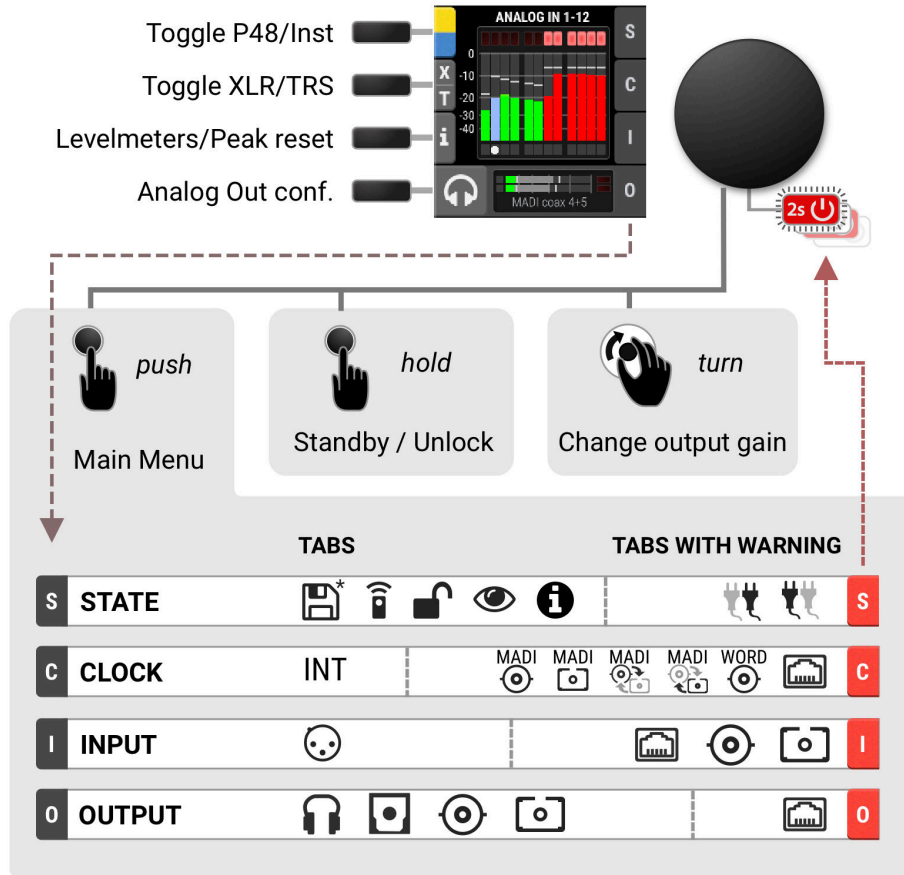 Toggle P48/Inst
Toggle XLR/TRS
Levelmeters/Peak reset
Analog Out conf.
ANALOG IN 1-12
0
-10
-20
-30
-40
X
T
i
S
C
I
O
MADI coax 4+5
2s
push
Main Menu
hold
Standby / Unlock
turn
Change output gain
TABS
TABS WITH WARNING
S STATE * i S
C CLOCK INT MADI MADI MADI MADI WORD C
I INPUT I
O OUTPUT O